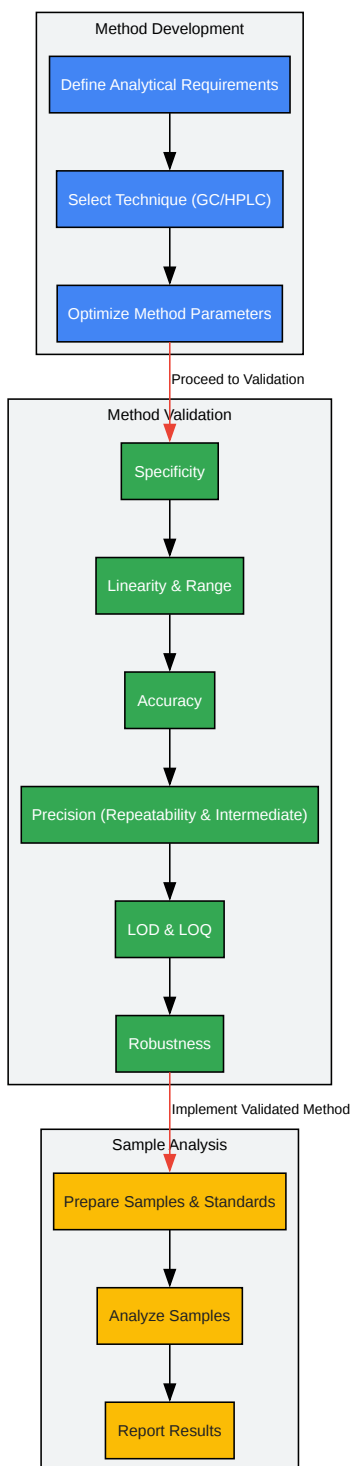 Method Development
Define Analytical Requirements
Select Technique (GC/HPLC)
Optimize Method Parameters
Proceed to Validation
Method Validation
Specificity
Linearity & Range
Accuracy
Precision (Repeatability & Intermediate)
LOD & LOQ
Robustness
Implement Validated Method
Sample Analysis
Prepare Samples & Standards
Analyze Samples
Report Results